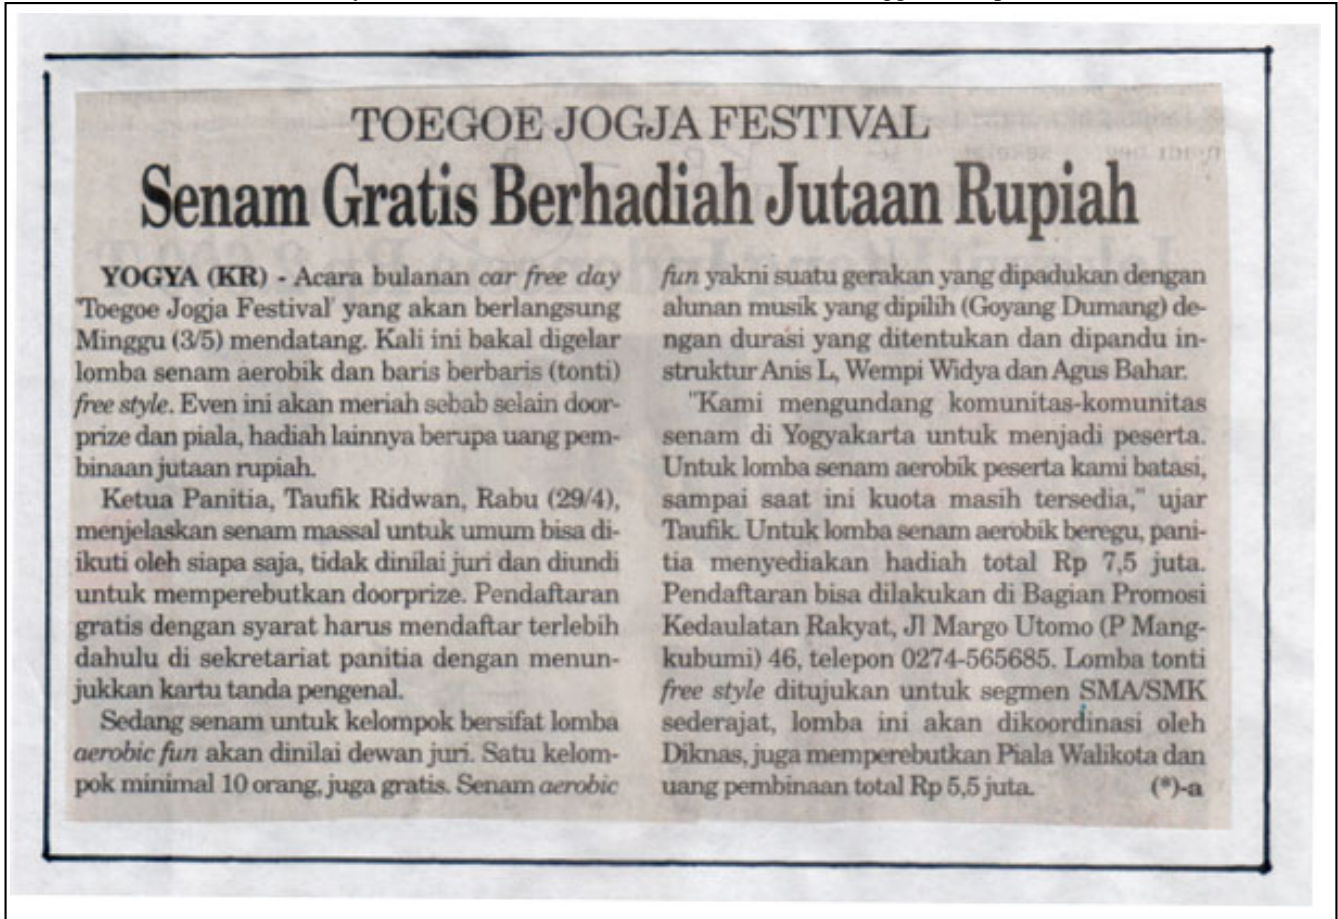 TOEGOE JOGJA FESTIVAL
Senam Gratis Berhadiah Jutaan Rupiah
YOGYA (KR) - Acara bulanan car free day
'Toegoe Jogja Festival' yang akan berlangsung
Minggu (3/5) mendatang. Kali ini bakal digelar
lomba senam aerobik dan baris berbaris (tonti)
free style. Even ini akan meriah sebab selain door-
prize dan piala, hadiah lainnya berupa uang pem-
binaan jutaan rupiah.
Ketua Panitia, Taufik Ridwan, Rabu (29/4),
menjelaskan senam massal untuk umum bisa di-
ikuti oleh siapa saja, tidak dinilai juri dan diundi
untuk memperebutkan doorprize. Pendaftaran
gratis dengan syarat harus mendaftar terlebih
dahulu di sekretariat panitia dengan menun-
jukkan kartu tanda pengenal.
Sedang senam untuk kelompok bersifat lomba
aerobic fun akan dinilai dewan juri. Satu kelom-
pok minimal 10 orang, juga gratis. Senam aerobic
fun yakni suatu gerakan yang dipadukan dengan
alunan musik yang dipilih (Goyang Dumang) de-
ngan durasi yang ditentukan dan dipandu in-
struktur Anis L, Wempi Widya dan Agus Bahar.
"Kami mengundang komunitas-komunitas
senam di Yogyakarta untuk menjadi peserta.
Untuk lomba senam aerobik peserta kami batasi,
sampai saat ini kuota masih tersedia," ujar
Taufik. Untuk lomba senam aerobik beregu, pani-
tia menyediakan hadiah total Rp 7,5 juta.
Pendaftaran bisa dilakukan di Bagian Promosi
Kedaulatan Rakyat, Jl Margo Utomo (P Mang-
kubumi) 46, telepon 0274-565685. Lomba tonti
free style ditujukan untuk segmen SMA/SMK
sederajat, lomba ini akan dikoordinasi oleh
Diknas, juga memperebutkan Piala Walikota dan
uang pembinaan total Rp 5,5 juta. (*)-a